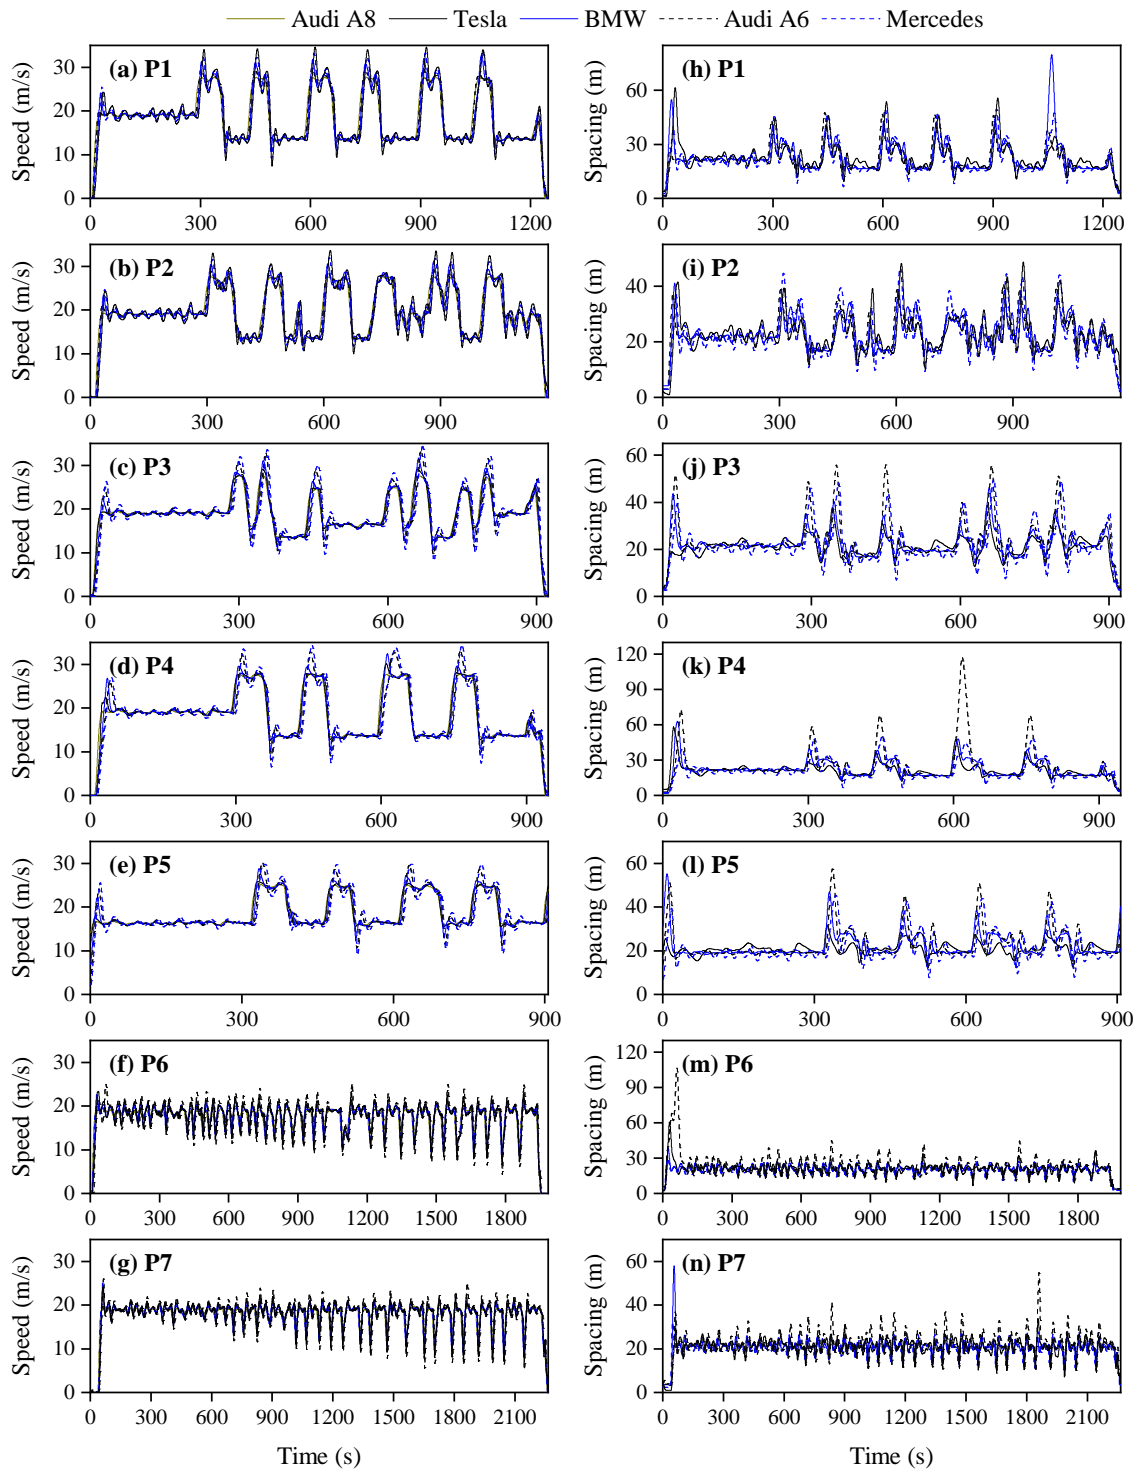 Audi A8 Tesla BMW Audi A6 Mercedes
(a) P1
Speed (m/s)
30
20
10
0
0 300 600 900 1200
(h) P1
Spacing (m)
60
30
0
0 300 600 900 1200
(b) P2
Speed (m/s)
30
20
10
0
0 300 600 900
(i) P2
Spacing (m)
40
20
0
0 300 600 900
(c) P3
Speed (m/s)
30
20
10
0
0 300 600 900
(j) P3
Spacing (m)
60
40
20
0
0 300 600 900
(d) P4
Speed (m/s)
30
20
10
0
0 300 600 900
(k) P4
Spacing (m)
120
90
60
30
0
0 300 600 900
(e) P5
Speed (m/s)
30
20
10
0
0 300 600 900
(l) P5
Spacing (m)
60
40
20
0
0 300 600 900
(f) P6
Speed (m/s)
30
20
10
0
0 300 600 900 1200 1500 1800
(m) P6
Spacing (m)
120
90
60
30
0
0 300 600 900 1200 1500 1800
(g) P7
Speed (m/s)
30
20
10
0
0 300 600 900 1200 1500 1800 2100
(n) P7
Spacing (m)
60
40
20
0
0 300 600 900 1200 1500 1800 2100
Time (s)
Time (s)